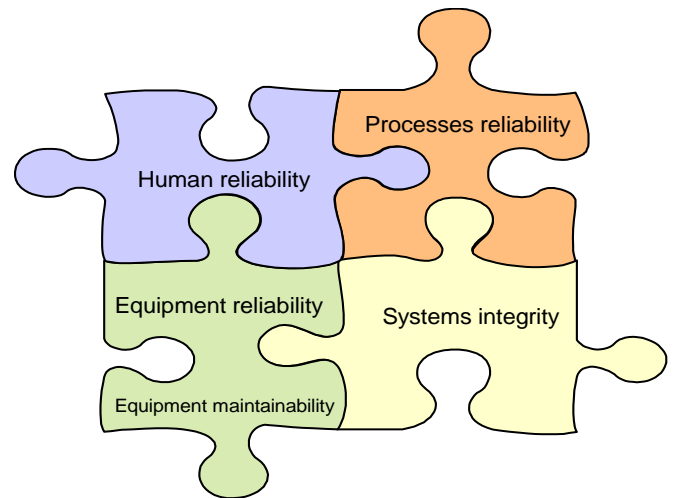 Processes reliability
Human reliability
Equipment reliability
Systems integrity
Equipment maintainability